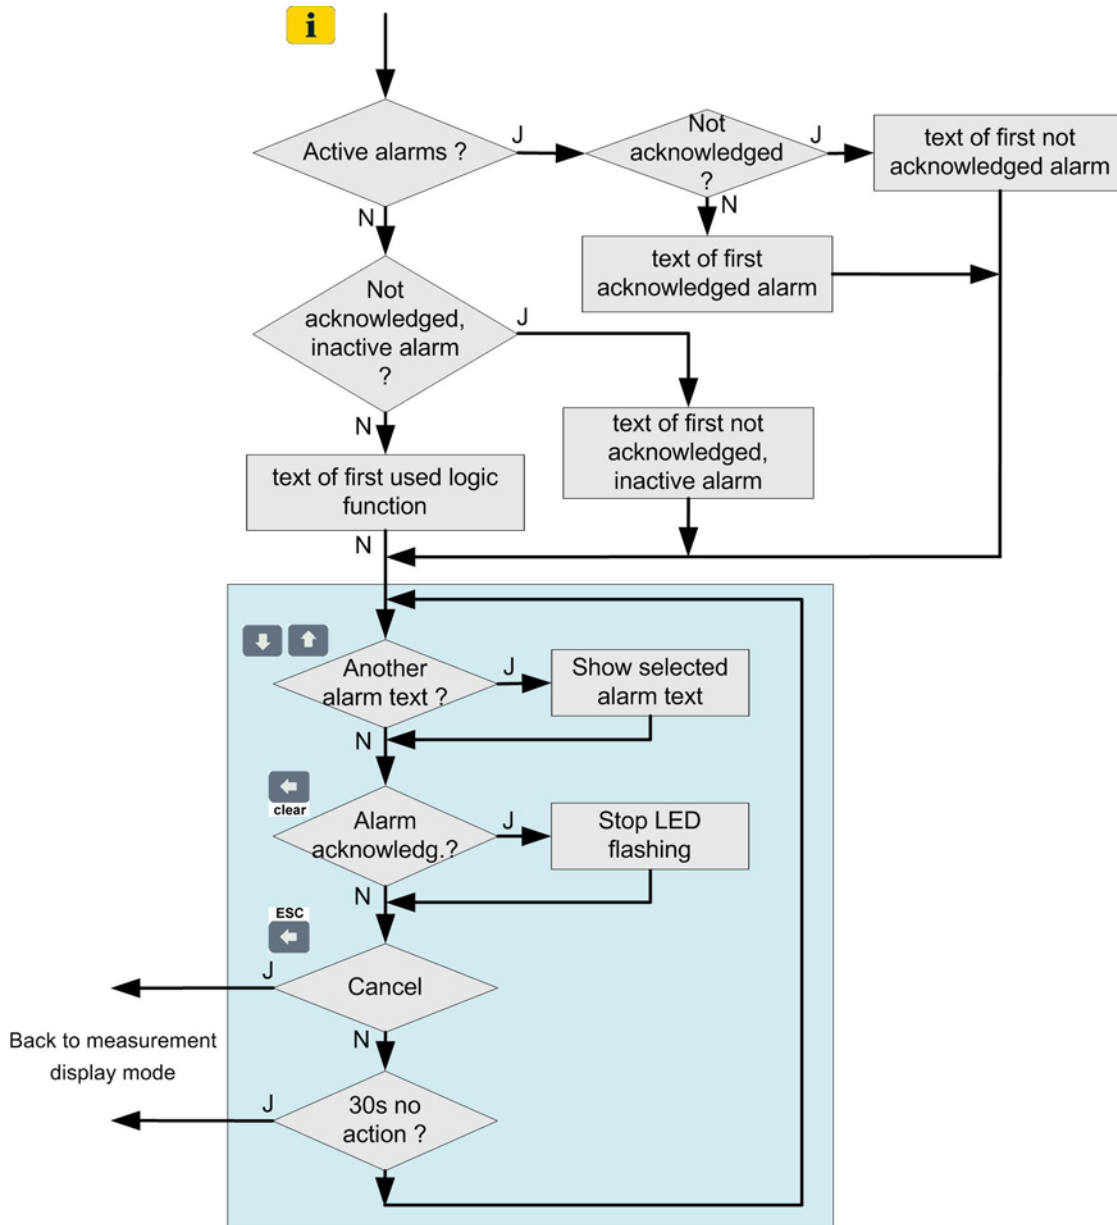 i
Active alarms ?
J
Not
acknowledged
?
J
text of first not
acknowledged alarm
N
N
text of first
acknowledged alarm
Not
acknowledged,
inactive alarm
?
J
N
text of first not
acknowledged,
inactive alarm
text of first used logic
function
N
Another
alarm text ?
J
Show selected
alarm text
N
clear
Alarm
acknowledg.?
J
Stop LED
flashing
N
ESC
Cancel
J
N
Back to measurement
display mode
30s no
action ?
J